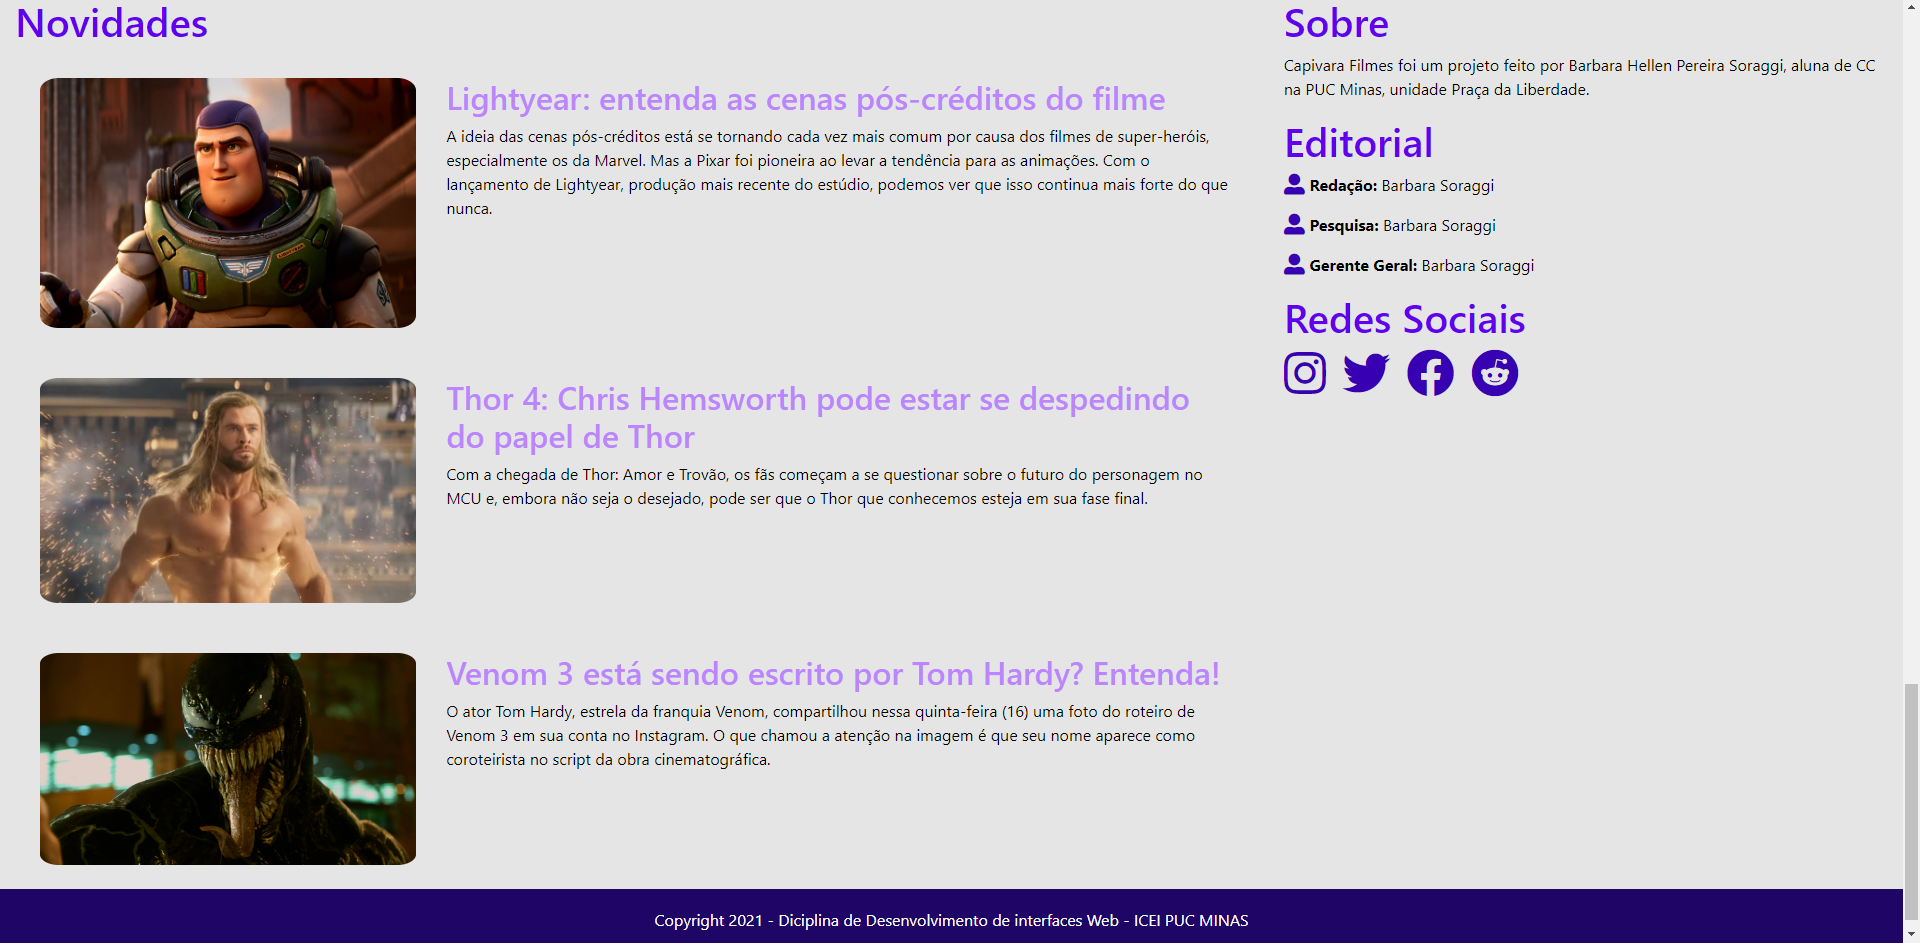 Novidades
Lightyear: entenda as cenas pós-créditos do filme
A ideia das cenas pós-créditos está se tornando cada vez mais comum por causa dos filmes de super-heróis,
especialmente os da Marvel. Mas a Pixar foi pioneira ao levar a tendência para as animações. Com o
lançamento de Lightyear, produção mais recente do estúdio, podemos ver que isso continua mais forte do que
nunca.
LIGHTYEAR
Thor 4: Chris Hemsworth pode estar se despedindo
do papel de Thor
Com a chegada de Thor: Amor e Trovão, os fãs começam a se questionar sobre o futuro do personagem no
MCU e, embora não seja o desejado, pode ser que o Thor que conhecemos esteja em sua fase final.
Venom 3 está sendo escrito por Tom Hardy? Entenda!
O ator Tom Hardy, estrela da franquia Venom, compartilhou nessa quinta-feira (16) uma foto do roteiro de
Venom 3 em sua conta no Instagram. O que chamou a atenção na imagem é que seu nome aparece como
coroteirista no script da obra cinematográfica.
Sobre
Capivara Filmes foi um projeto feito por Barbara Hellen Pereira Soraggi, aluna de CC
na PUC Minas, unidade Praça da Liberdade.
Editorial
Redação: Barbara Soraggi
Pesquisa: Barbara Soraggi
Gerente Geral: Barbara Soraggi
Redes Sociais
Copyright 2021 - Diciplina de Desenvolvimento de interfaces Web - ICEI PUC MINAS